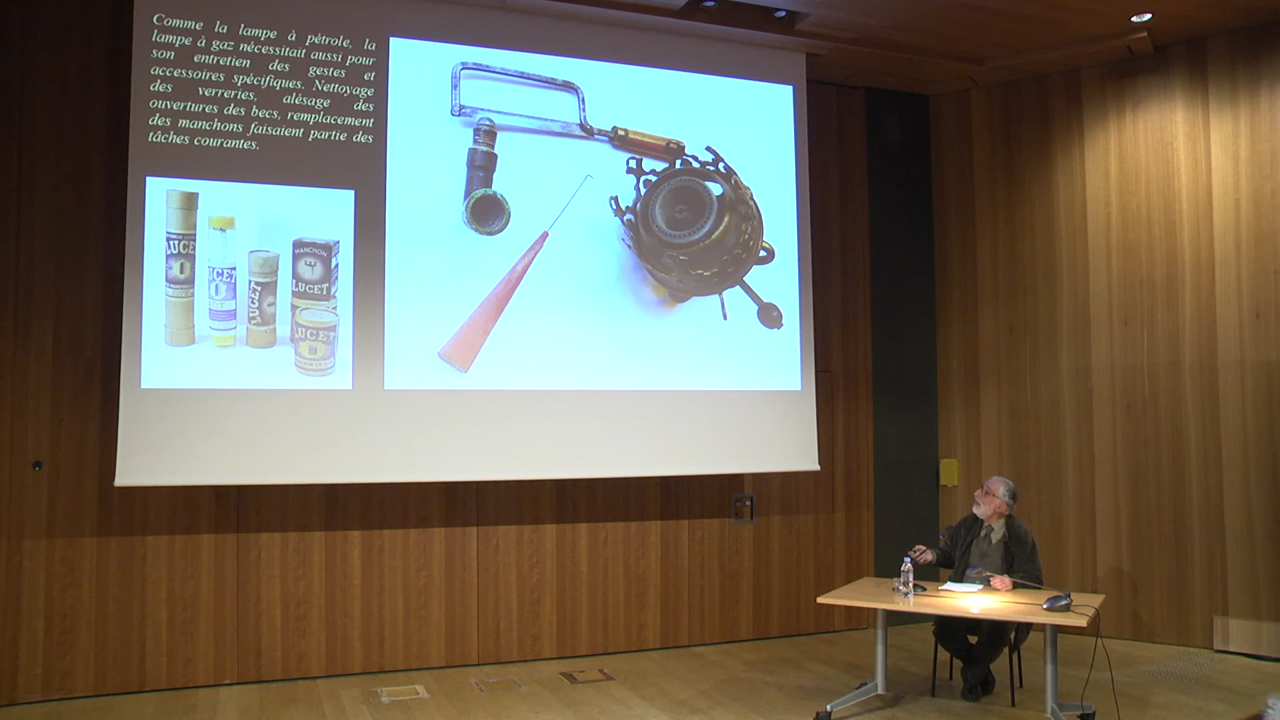 Comme la lampe à pétrole, la
lampe à gaz nécessitait aussi pour
son entretien des gestes et
accessoires spécifiques. Nettoyage
des verreries, alésage des
ouvertures des becs, remplacement
des manchons faisaient partie des
tâches courantes.
LUCET
LUCET
LUCET
MANCHON
LUCET
LUCET